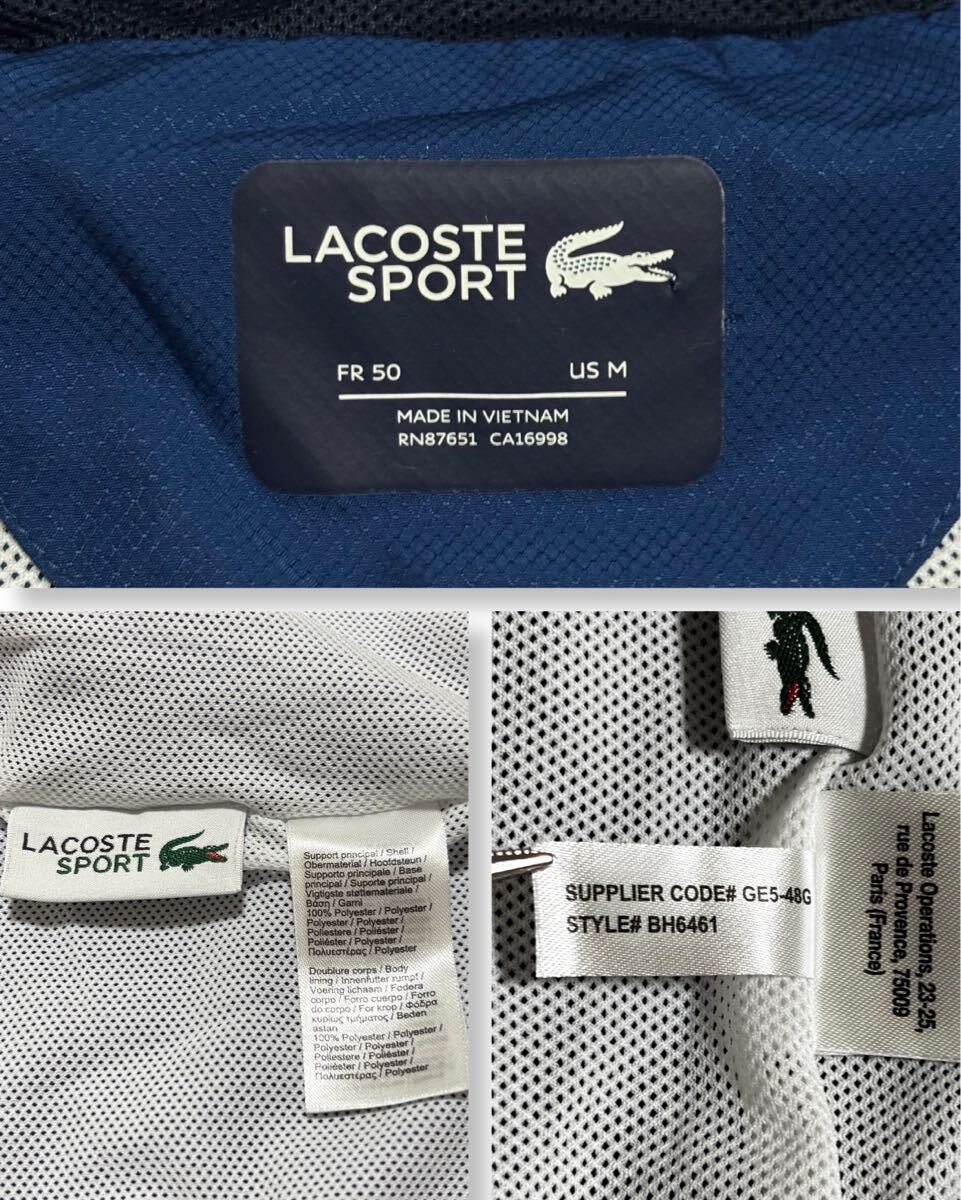 LACOSTE
SPORT
FR 50 US M
MADE IN VIETNAM
RN87651 CA16998
LACOSTE
SPORT
Support principal / Shell /
Obermaterial / Hoofdsteun /
Supporto principale / Base
principal / Suporte principal /
Vigtigste støttemateriale /
Βάση / Garni
100% Polyester / Polyester /
Polyester / Polyester /
Poliestere / Poliéster /
Poliéster / Polyester /
Πολυεστέρας / Polyester
Doublure corps / Body
lining / Innenfutter rumpf /
Voering lichaam / Fodera
corpo / Forro cuerpo / Forro
do corpo / For krop / Φόδρα
κυρίως τμήματος / Beden
astarı
100% Polyester / Polyester /
Polyester / Polyester /
Poliestere / Poliéster /
Poliéster / Polyester /
Πολυεστέρας / Polyester
SUPPLIER CODE# GE5-48G
STYLE# BH6461
Lacoste Operations, 23-25,
rue de Provence, 75009
Paris (France)